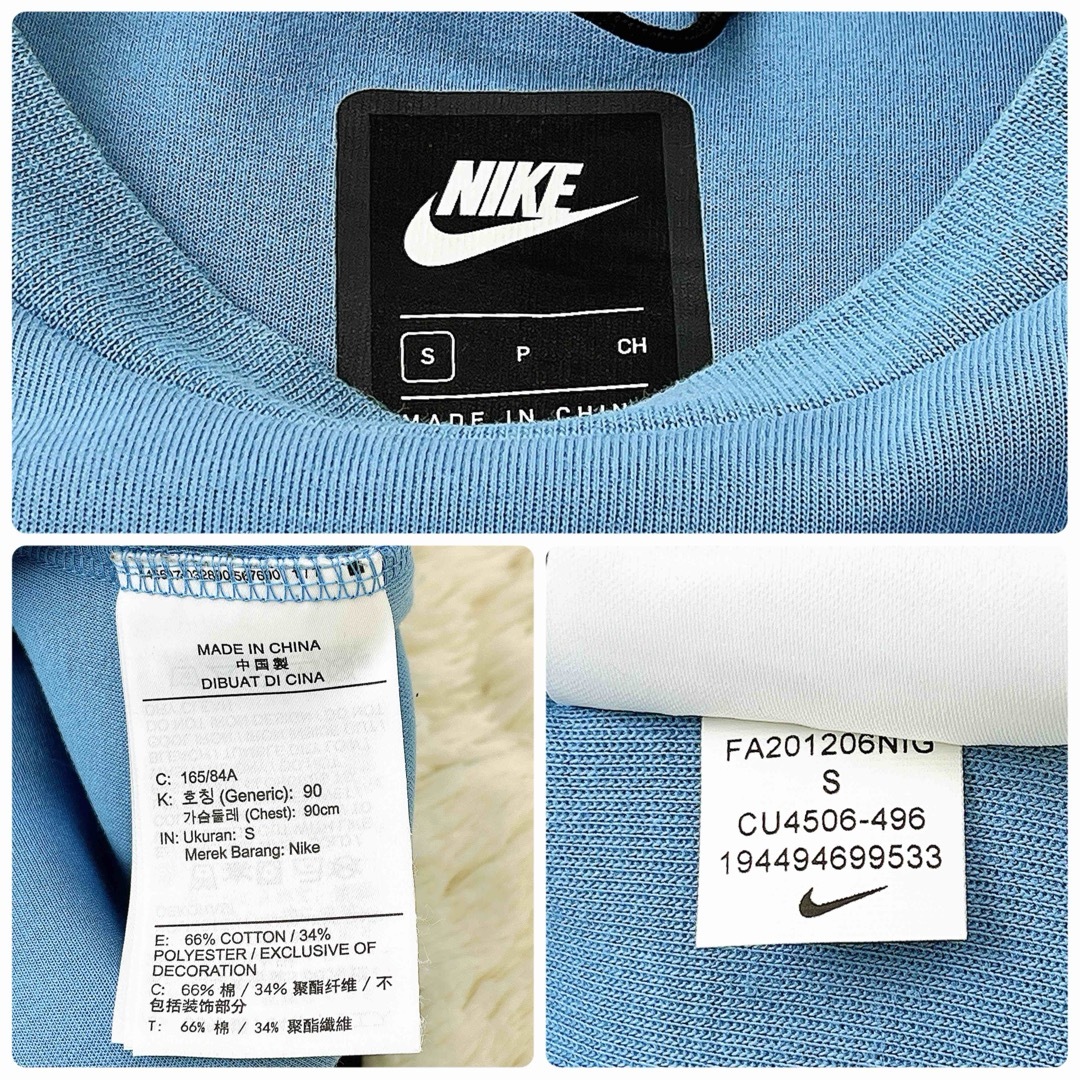 NIKE
S P CH
MADE IN CHINA
MADE IN CHINA
中国製
DIBUAT DI CINA
C: 165/84A
K: 호칭 (Generic): 90
가슴둘레 (Chest): 90cm
IN: Ukuran: S
Merek Barang: Nike
E: 66% COTTON / 34%
POLYESTER / EXCLUSIVE OF
DECORATION
C: 66% 棉 / 34% 聚酯纤维 / 不
包括装饰部分
T: 66% 棉 / 34% 聚酯纖維
FA201206NIG
S
CU4506-496
194494699533